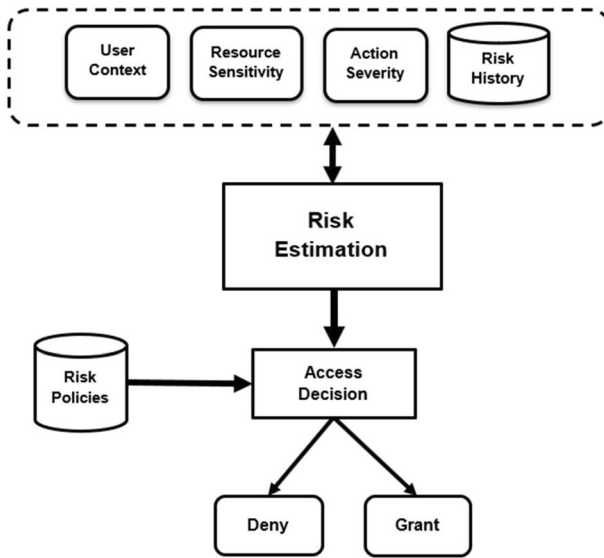 User
Context
Resource
Sensitivity
Action
Severity
Risk
History
Risk
Estimation
Risk
Policies
Access
Decision
Deny
Grant